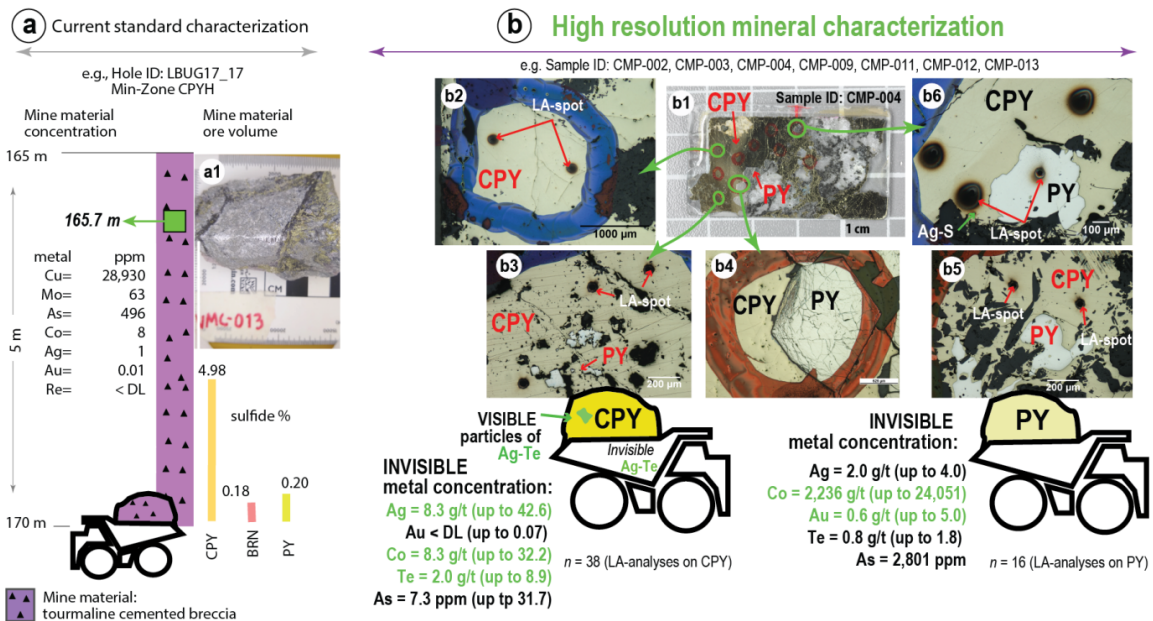 a Current standard characterization
e.g., Hole ID: LBUG17_17
Min-Zone CPYH
Mine material
concentration
Mine material
ore volume
165 m
a1
165.7 m
5 m
metal ppm
Cu= 28,930
Mo= 63
As= 496
Co= 8
Ag= 1
Au= 0.01
Re= < DL
CM
MC-013
4.98
sulfide %
0.18
0.20
170 m
CPY
BRN
PY
Mine material:
tourmaline cemented breccia
b High resolution mineral characterization
e.g. Sample ID: CMP-002, CMP-003, CMP-004, CMP-009, CMP-011, CMP-012, CMP-013
b2
LA-spot
CPY
1000 µm
b1
CPY
Sample ID: CMP-004
PY
1 cm
b6
CPY
PY
Ag-S
LA-spot
100 µm
b3
LA-spot
CPY
PY
200 µm
b4
CPY
PY
b5
CPY
LA-spot
PY
LA-spot
200 µm
VISIBLE
particles of
Ag-Te
CPY
Invisible
Ag-Te
INVISIBLE
metal concentration:
Ag = 8.3 g/t (up to 42.6)
Au < DL (up to 0.07)
Co = 8.3 g/t (up to 32.2)
Te = 2.0 g/t (up to 8.9)
As = 7.3 ppm (up tp 31.7)
n = 38 (LA-analyses on CPY)
INVISIBLE
metal concentration:
Ag = 2.0 g/t (up to 4.0)
Co = 2,236 g/t (up to 24,051)
Au = 0.6 g/t (up to 5.0)
Te = 0.8 g/t (up to 1.8)
As = 2,801 ppm
PY
n = 16 (LA-analyses on PY)